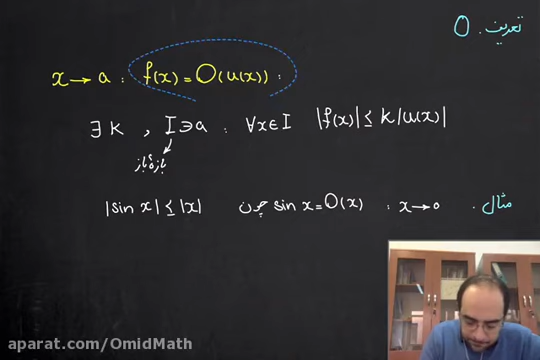 تعریف. O
x → a : f(x) = O(u(x)) :
∃ K , I ∋ a : ∀x ∈ I |f(x)| ≤ K |u(x)|
بازهٔ باز
مثال. x → 0 : sin x = O(x) چون |sin x| ≤ |x|
aparat.com/OmidMath